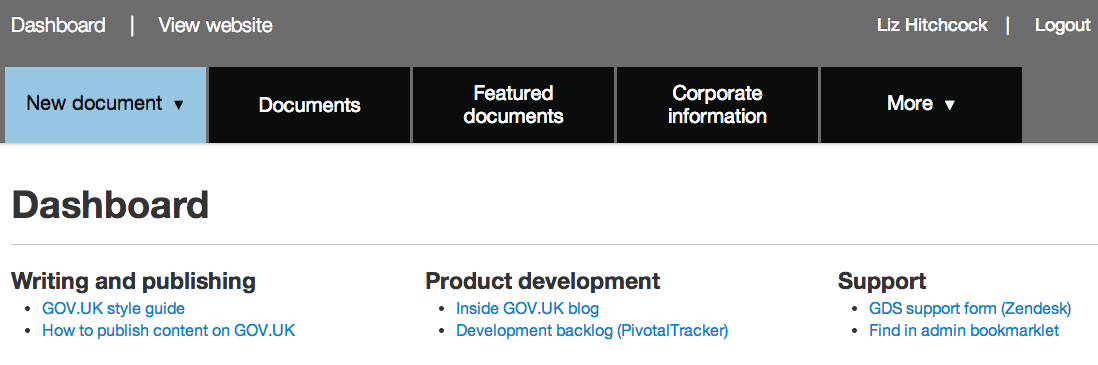 Dashboard | View website Liz Hitchcock | Logout
New document ▼ Documents Featured documents Corporate information More ▼
Dashboard
Writing and publishing
• GOV.UK style guide
• How to publish content on GOV.UK
Product development
• Inside GOV.UK blog
• Development backlog (PivotalTracker)
Support
• GDS support form (Zendesk)
• Find in admin bookmarklet